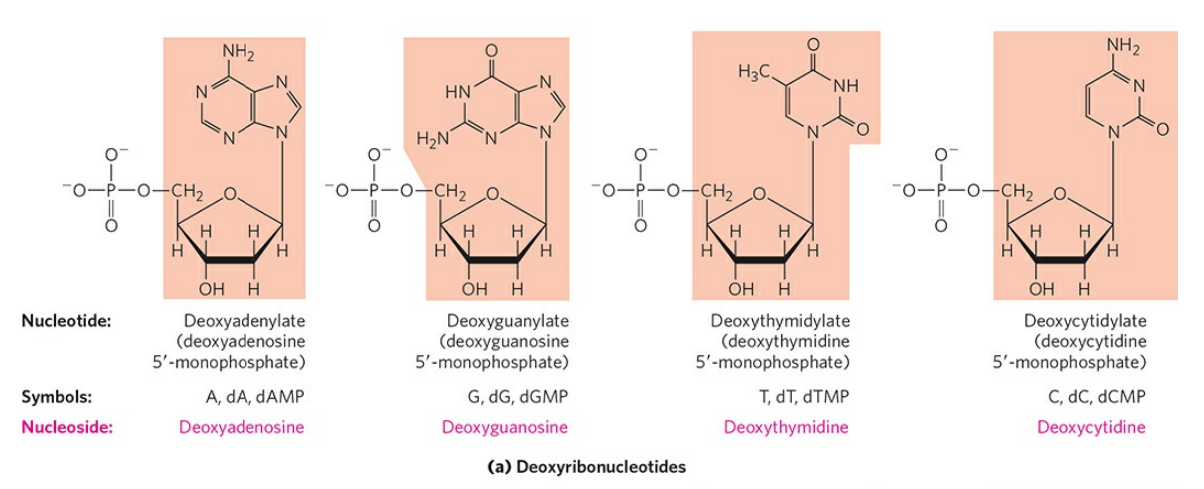 NH₂
N
N
N
N
O⁻
⁻O—P—O—CH₂
O
O
H
H
H
H
OH
H
O
HN
N
H₂N
N
N
O⁻
⁻O—P—O—CH₂
O
O
H
H
H
H
OH
H
O
H₃C
NH
N
O
O⁻
⁻O—P—O—CH₂
O
O
H
H
H
H
OH
H
NH₂
N
N
O
O⁻
⁻O—P—O—CH₂
O
O
H
H
H
H
OH
H
Nucleotide: Deoxyadenylate Deoxyguanylate Deoxythymidylate Deoxycytidylate
(deoxyadenosine (deoxyguanosine (deoxythymidine (deoxycytidine
5′-monophosphate) 5′-monophosphate) 5′-monophosphate) 5′-monophosphate)
Symbols: A, dA, dAMP G, dG, dGMP T, dT, dTMP C, dC, dCMP
Nucleoside: Deoxyadenosine Deoxyguanosine Deoxythymidine Deoxycytidine
(a) Deoxyribonucleotides